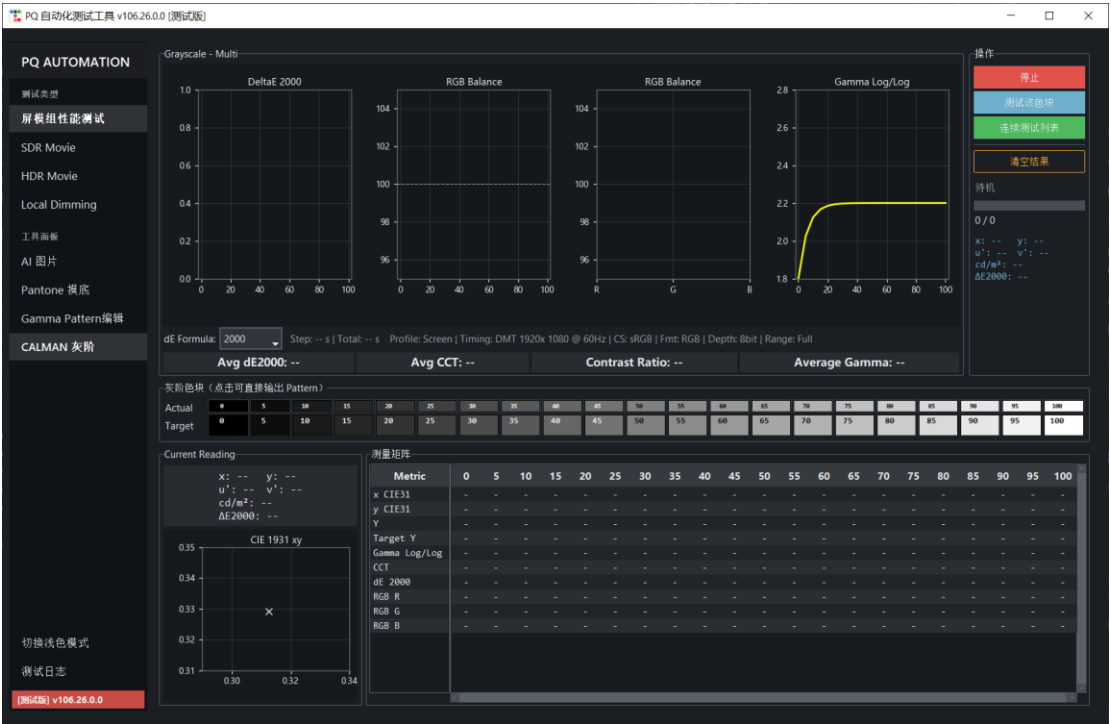 PQ 自动化测试工具 v106.26.0.0 [测试版]
PQ AUTOMATION
测试类型
屏模组性能测试
SDR Movie
HDR Movie
Local Dimming
工具面板
AI 图片
Pantone 摸底
Gamma Pattern编辑
CALMAN 灰阶
切换浅色模式
测试日志
[测试版] v106.26.0.0
Grayscale - Multi
DeltaE 2000
1.0
0.8
0.6
0.4
0.2
0.0
0 20 40 60 80 100
RGB Balance
104
102
100
98
96
0 20 40 60 80 100
RGB Balance
104
102
100
98
96
R G B
Gamma Log/Log
2.8
2.6
2.4
2.2
2.0
1.8
0 20 40 60 80 100
dE Formula: 2000 Step: -- s | Total: -- s Profile: Screen | Timing: DMT 1920x 1080 @ 60Hz | CS: sRGB | Fmt: RGB | Depth: 8bit | Range: Full
Avg dE2000: -- Avg CCT: -- Contrast Ratio: -- Average Gamma: --
操作
停止
测试该色块
连续测试列表
清空结果
待机
0 / 0
x: -- y: --
u': -- v': --
cd/m²: --
ΔE2000: --
灰阶色块（点击可直接输出 Pattern）
Actual 0 5 10 15 20 25 30 35 40 45 50 55 60 65 70 75 80 85 90 95 100
Target 0 5 10 15 20 25 30 35 40 45 50 55 60 65 70 75 80 85 90 95 100
Current Reading
x: -- y: --
u': -- v': --
cd/m²: --
ΔE2000: --
CIE 1931 xy
0.35
0.34
0.33
0.32
0.31
0.30 0.32 0.34
测量矩阵
Metric 0 5 10 15 20 25 30 35 40 45 50 55 60 65 70 75 80 85 90 95 100
x CIE31 - - - - - - - - - - - - - - - - - - - - -
y CIE31 - - - - - - - - - - - - - - - - - - - - -
Y - - - - - - - - - - - - - - - - - - - - -
Target Y - - - - - - - - - - - - - - - - - - - - -
Gamma Log/Log - - - - - - - - - - - - - - - - - - - - -
CCT - - - - - - - - - - - - - - - - - - - - -
dE 2000 - - - - - - - - - - - - - - - - - - - - -
RGB R - - - - - - - - - - - - - - - - - - - - -
RGB G - - - - - - - - - - - - - - - - - - - - -
RGB B - - - - - - - - - - - - - - - - - - - - -